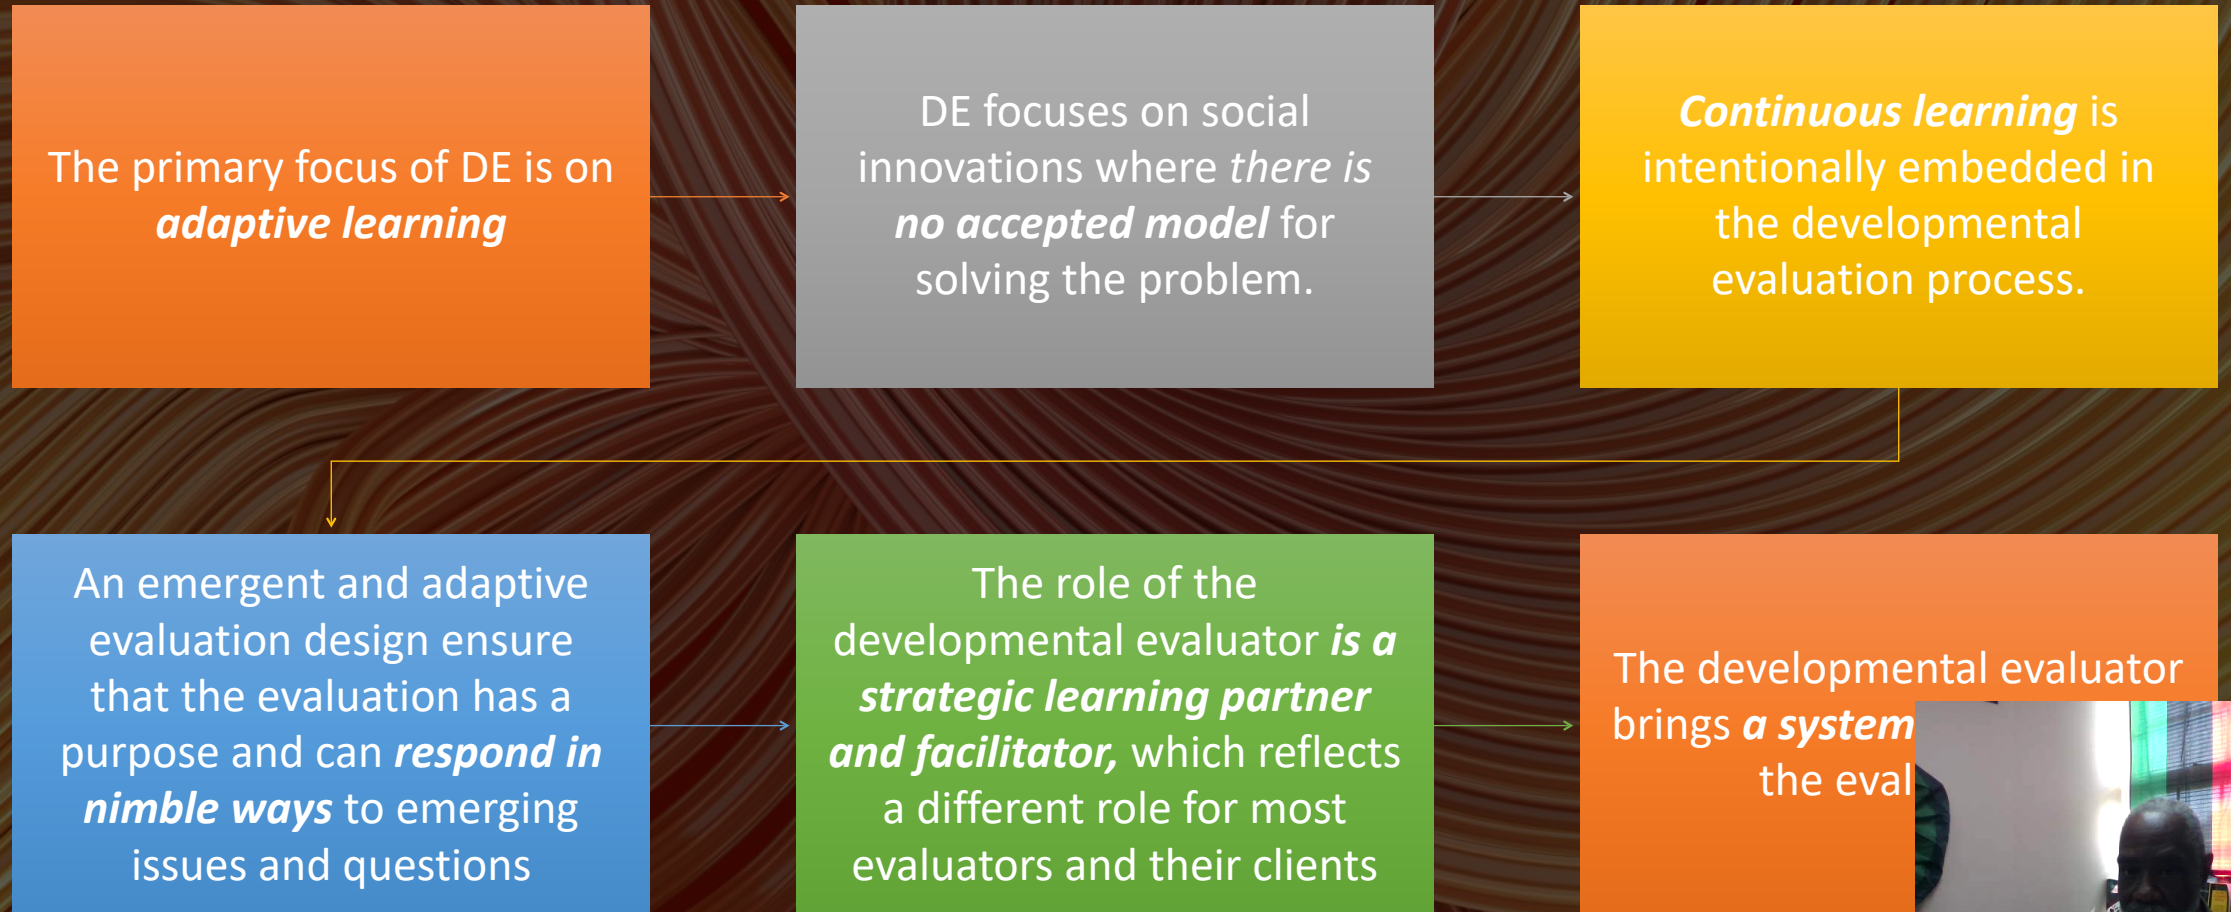 The primary focus of DE is on
adaptive learning
DE focuses on social
innovations where there is
no accepted model for
solving the problem.
Continuous learning is
intentionally embedded in
the developmental
evaluation process.
An emergent and adaptive
evaluation design ensure
that the evaluation has a
purpose and can respond in
nimble ways to emerging
issues and questions
The role of the
developmental evaluator is a
strategic learning partner
and facilitator, which reflects
a different role for most
evaluators and their clients
The developmental evaluator
brings a system
the eval